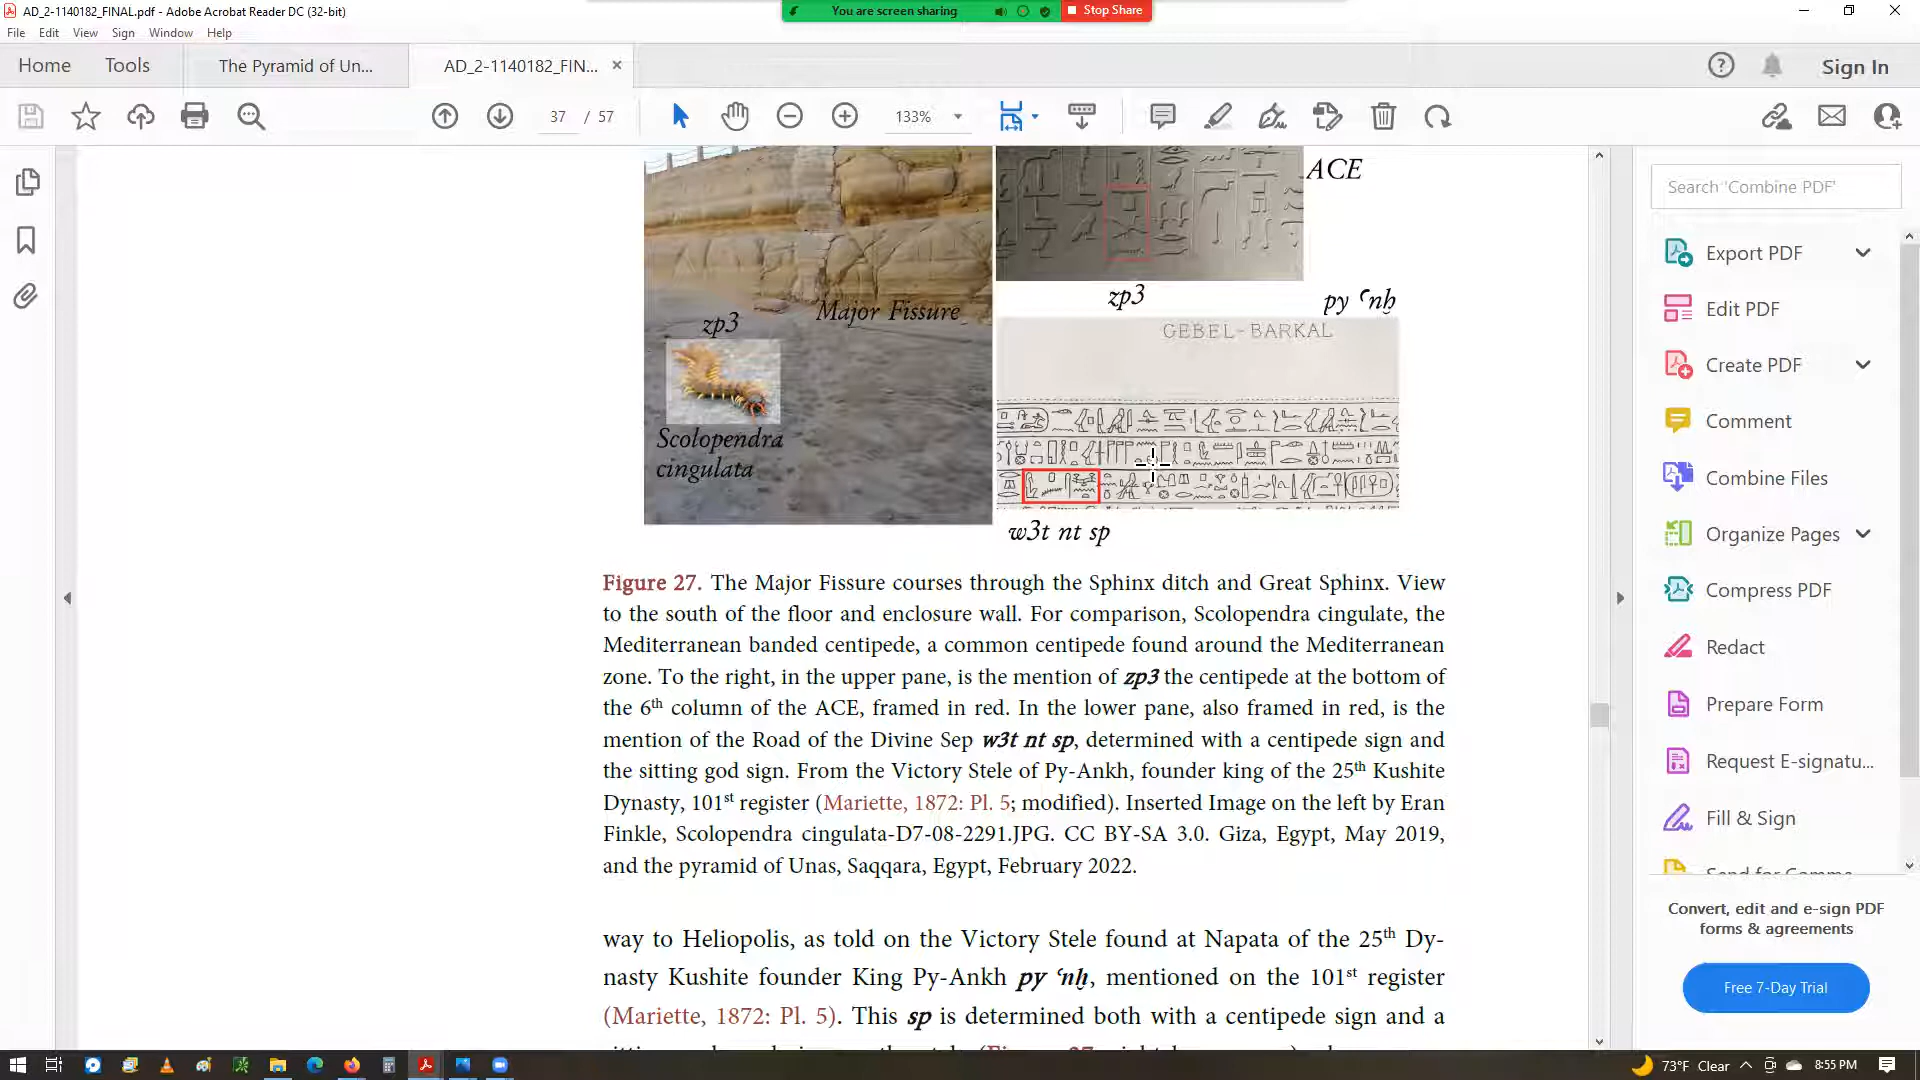 AD_2-1140182_FINAL.pdf - Adobe Acrobat Reader DC (32-bit)
You are screen sharing
Stop Share
File Edit View Sign Window Help
Home Tools The Pyramid of Un... AD_2-1140182_FIN... × Sign In
37 / 57 133%
ACE
Search 'Combine PDF'
Export PDF
Edit PDF
Create PDF
Comment
Combine Files
Organize Pages
Compress PDF
Redact
Prepare Form
Request E-signatu...
Fill & Sign
Convert, edit and e-sign PDF
forms & agreements
Free 7-Day Trial
zp3
py ꜥnḫ
Major Fissure
zp3
GEBEL-BARKAL
Scolopendra
cingulata
w3t nt sp
Figure 27. The Major Fissure courses through the Sphinx ditch and Great Sphinx. View
to the south of the floor and enclosure wall. For comparison, Scolopendra cingulate, the
Mediterranean banded centipede, a common centipede found around the Mediterranean
zone. To the right, in the upper pane, is the mention of zp3 the centipede at the bottom of
the 6th column of the ACE, framed in red. In the lower pane, also framed in red, is the
mention of the Road of the Divine Sep w3t nt sp, determined with a centipede sign and
the sitting god sign. From the Victory Stele of Py-Ankh, founder king of the 25th Kushite
Dynasty, 101st register (Mariette, 1872: Pl. 5; modified). Inserted Image on the left by Eran
Finkle, Scolopendra cingulata-D7-08-2291.JPG. CC BY-SA 3.0. Giza, Egypt, May 2019,
and the pyramid of Unas, Saqqara, Egypt, February 2022.
way to Heliopolis, as told on the Victory Stele found at Napata of the 25th Dy-
nasty Kushite founder King Py-Ankh py ꜥnḫ, mentioned on the 101st register
(Mariette, 1872: Pl. 5). This sp is determined both with a centipede sign and a
73°F Clear 8:55 PM